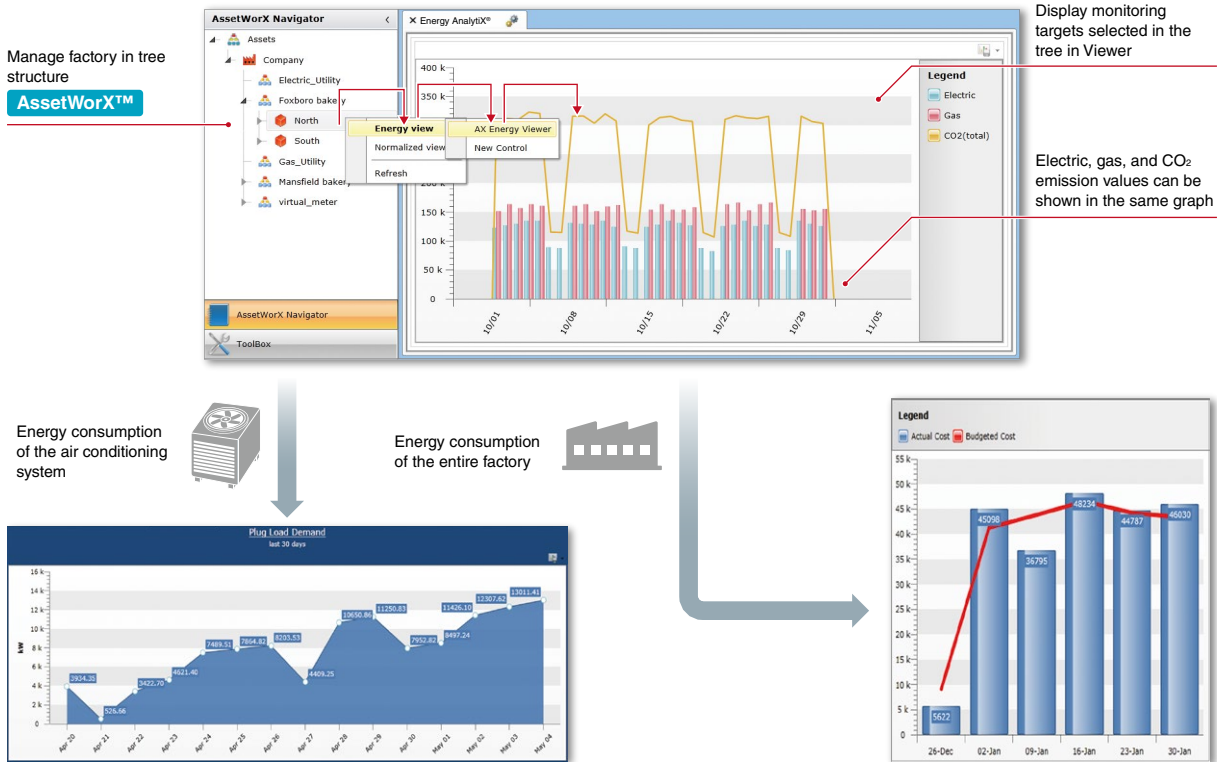 Manage factory in tree
structure
AssetWorX™
AssetWorX Navigator
Assets
Company
Electric_Utility
Foxboro bakery
North
South
Gas_Utility
Mansfield bakery
virtual_meter
AssetWorX Navigator
ToolBox
Energy view
Normalized view
Refresh
AX Energy Viewer
New Control
Energy AnalytiX®
400 k
350 k
200 k
150 k
100 k
50 k
0
10/01
10/08
10/15
10/22
10/29
11/05
Legend
Electric
Gas
CO2(total)
Display monitoring
targets selected in the
tree in Viewer
Electric, gas, and CO₂
emission values can be
shown in the same graph
Energy consumption
of the air conditioning
system
Energy consumption
of the entire factory
Plug Load Demand
last 30 days
kW
16 k
14 k
12 k
10 k
8 k
6 k
4 k
2 k
0
3934.35
526.66
3422.70
4621.40
7489.51
7864.82
8203.53
4409.25
10650.86
11250.83
7952.82
8497.24
11426.10
12307.62
13011.41
Apr 20
Apr 21
Apr 22
Apr 23
Apr 24
Apr 25
Apr 26
Apr 27
Apr 28
Apr 29
Apr 30
May 01
May 02
May 03
May 04
Legend
Actual Cost
Budgeted Cost
55 k
50 k
45 k
40 k
35 k
30 k
25 k
20 k
15 k
10 k
5 k
0
5622
45098
36795
48234
44787
46030
26-Dec
02-Jan
09-Jan
16-Jan
23-Jan
30-Jan